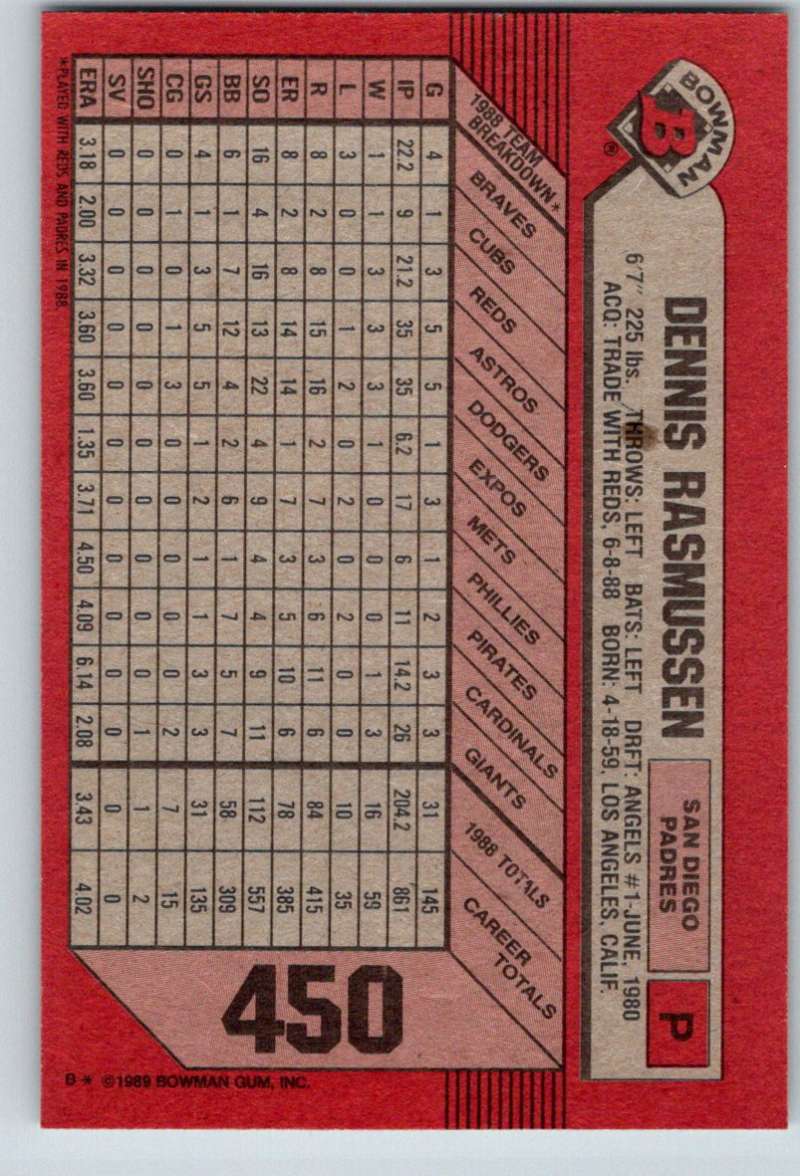 BOWMAN
B
®
DENNIS RASMUSSEN
SAN DIEGO
PADRES
P
6'7" 225 lbs. THROWS: LEFT BATS: LEFT DRFT: ANGELS #1-JUNE, 1980
ACQ: TRADE WITH REDS, 6-8-88 BORN: 4-18-59, LOS ANGELES, CALIF.
1988 TEAM
BREAKDOWN*
BRAVES
CUBS
REDS
ASTROS
DODGERS
EXPOS
METS
PHILLIES
PIRATES
CARDINALS
GIANTS
1988 TOTALS
CAREER
TOTALS
G 4 1 3 5 5 1 3 1 2 3 3 31 145
IP 22.2 9 21.2 35 35 6.2 17 6 11 14.2 26 204.2 861
W 1 1 3 3 3 1 0 0 0 1 3 16 59
L 3 0 0 1 2 0 2 0 2 0 0 10 35
R 8 2 8 15 16 2 7 3 6 11 6 84 415
ER 8 2 8 14 14 1 7 3 5 10 6 78 385
SO 16 4 16 13 22 4 9 4 4 9 11 112 557
BB 6 1 7 12 4 2 6 1 7 5 7 58 309
GS 4 1 3 5 5 1 2 1 1 3 3 31 135
CG 0 1 0 1 3 0 0 0 0 0 2 7 15
SHO 0 0 0 0 0 0 0 0 0 0 1 1 2
SV 0 0 0 0 0 0 0 0 0 0 0 0 0
ERA 3.18 2.00 3.32 3.60 3.60 1.35 3.71 4.50 4.09 6.14 2.08 3.43 4.02
*PLAYED WITH REDS AND PADRES IN 1988.
450
B* ©1989 BOWMAN GUM, INC.